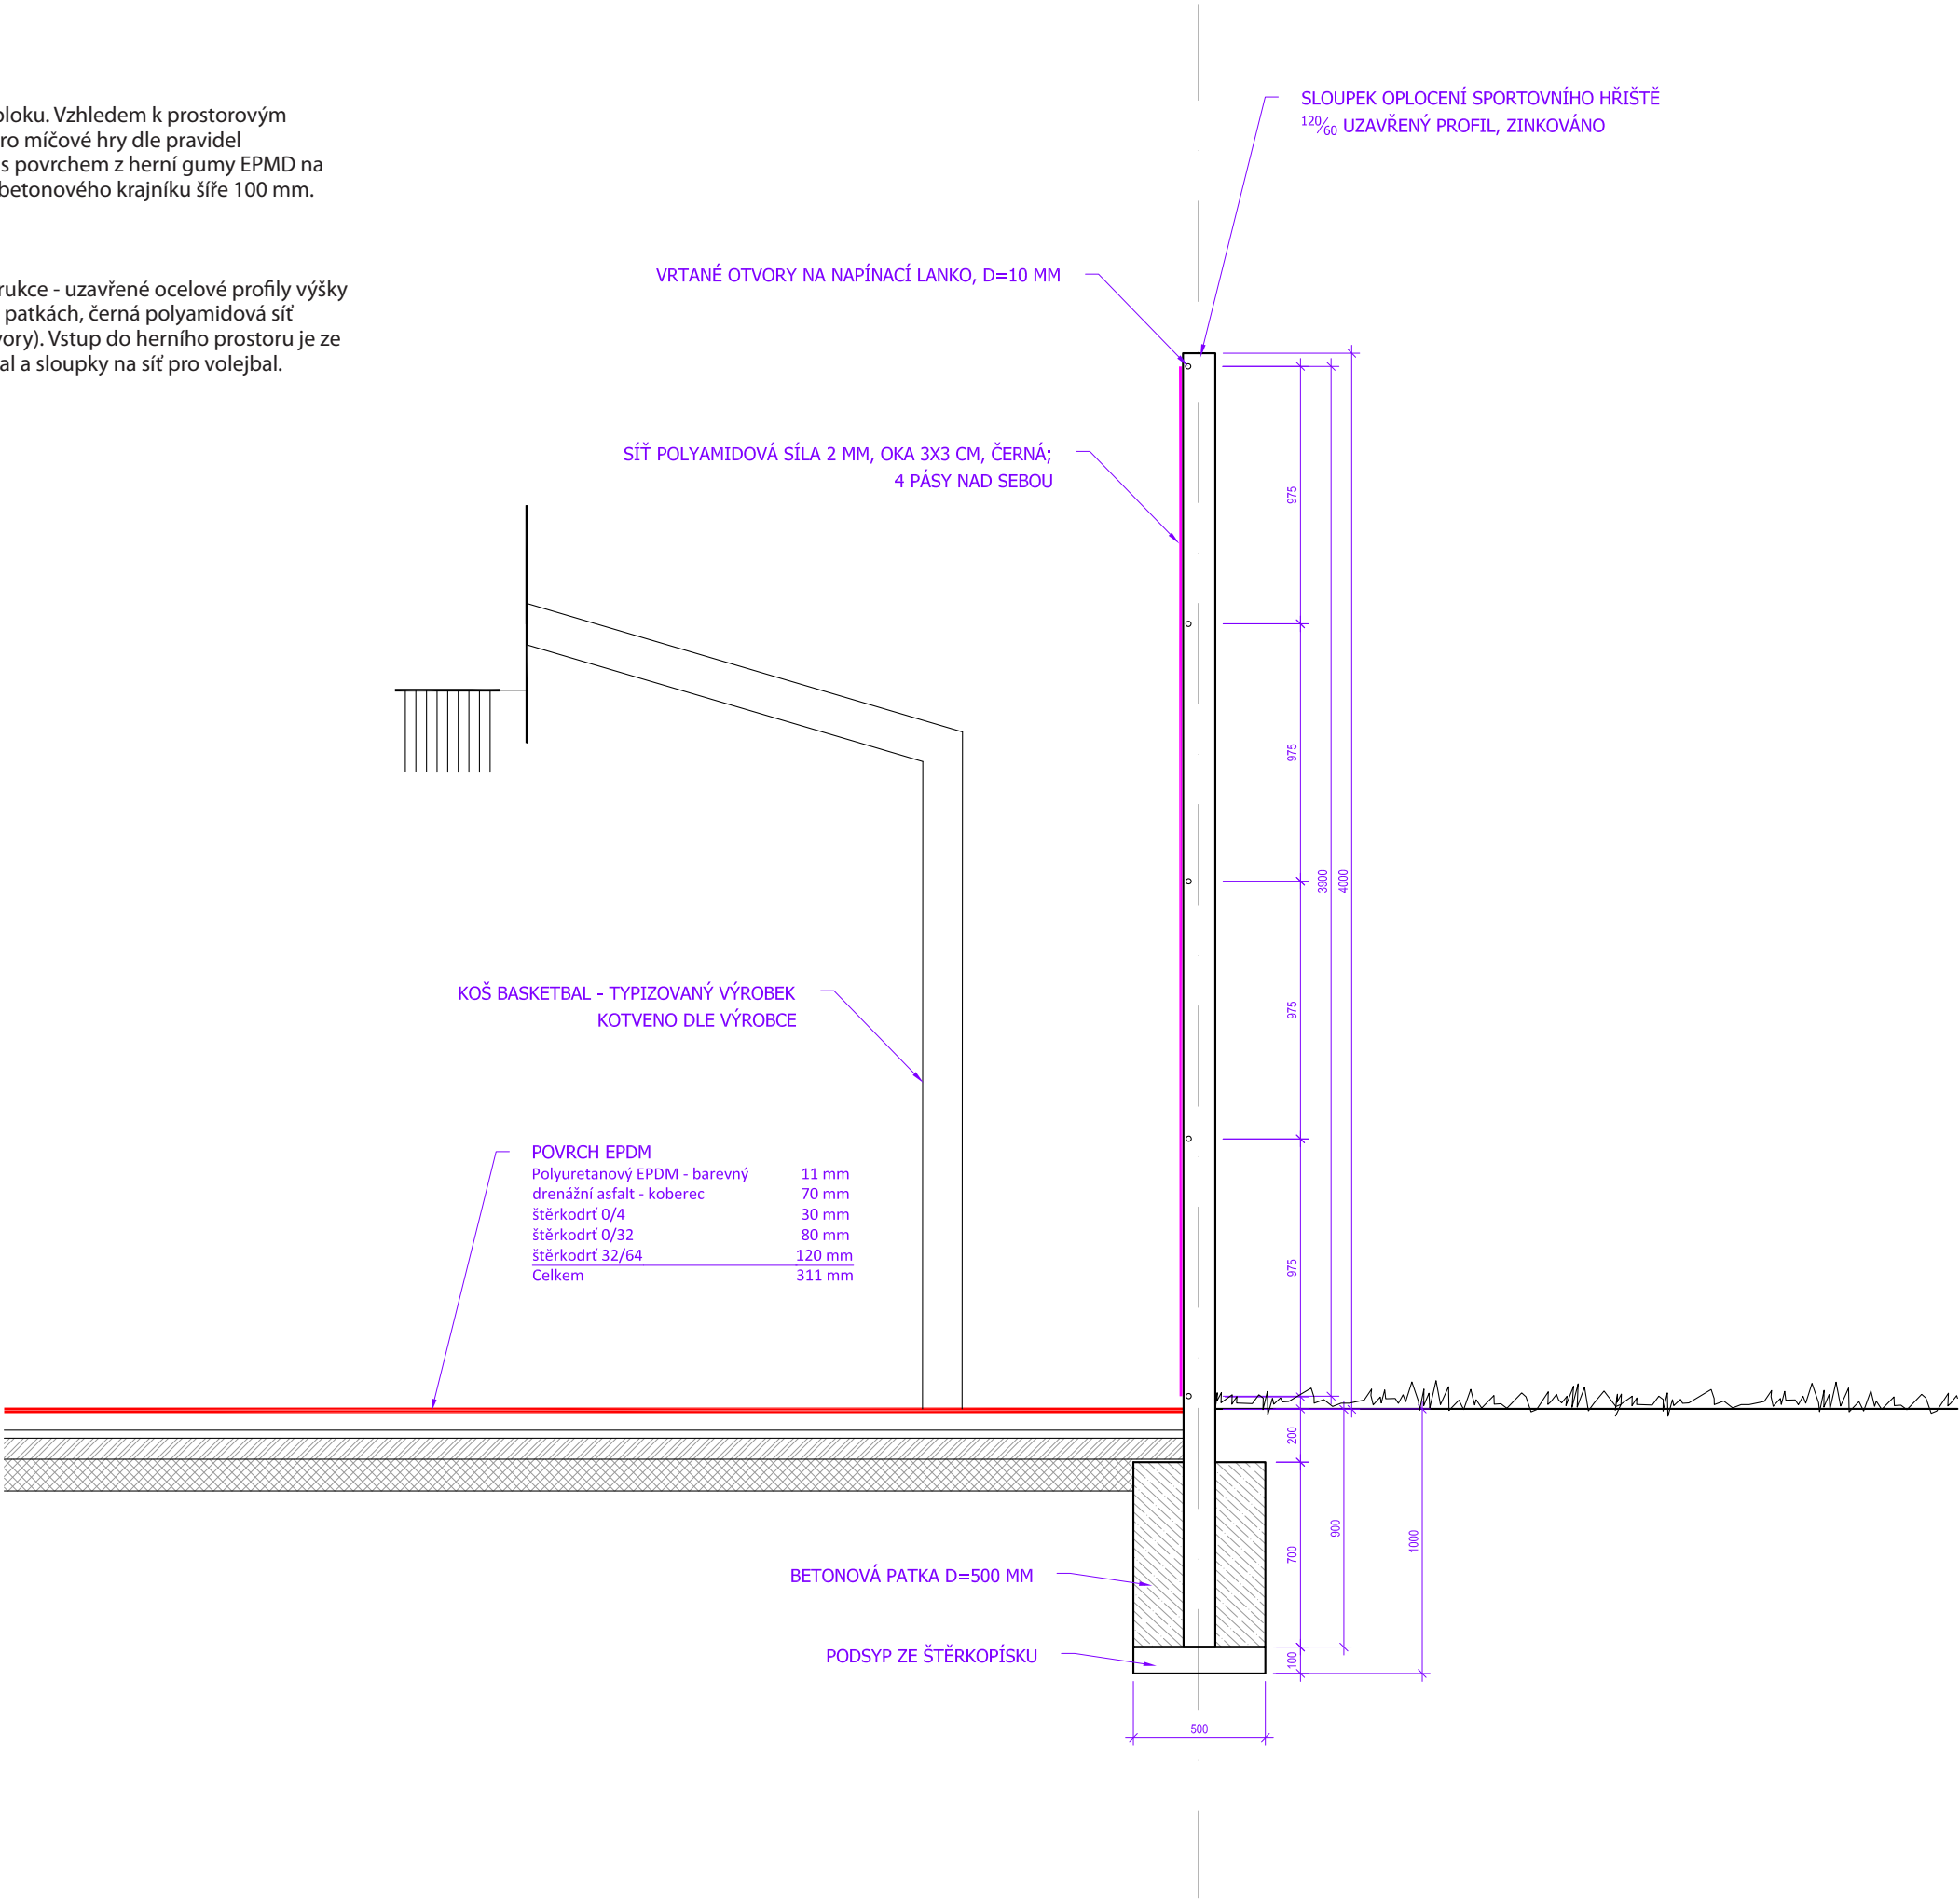 bloku. Vzhledem k prostorovým
ro míčové hry dle pravidel
s povrchem z herní gumy EPMD na
betonového krajníku šíře 100 mm.
rukce - uzavřené ocelové profily výšky
patkách, černá polyamidová síť
vory). Vstup do herního prostoru je ze
al a sloupky na síť pro volejbal.
SLOUPEK OPLOCENÍ SPORTOVNÍHO HŘIŠTĚ
120/60 UZAVŘENÝ PROFIL, ZINKOVÁNO
VRTANÉ OTVORY NA NAPÍNACÍ LANKO, D=10 MM
SÍŤ POLYAMIDOVÁ SÍLA 2 MM, OKA 3X3 CM, ČERNÁ;
4 PÁSY NAD SEBOU
975
975
3900
4000
KOŠ BASKETBAL - TYPIZOVANÝ VÝROBEK
KOTVENO DLE VÝROBCE
975
POVRCH EPDM
Polyuretanový EPDM - barevný 11 mm
drenážní asfalt - koberec 70 mm
štěrkodrť 0/4 30 mm
štěrkodrť 0/32 80 mm
štěrkodrť 32/64 120 mm
Celkem 311 mm
975
200
900
1000
700
BETONOVÁ PATKA D=500 MM
PODSYP ZE ŠTĚRKOPÍSKU
100
500